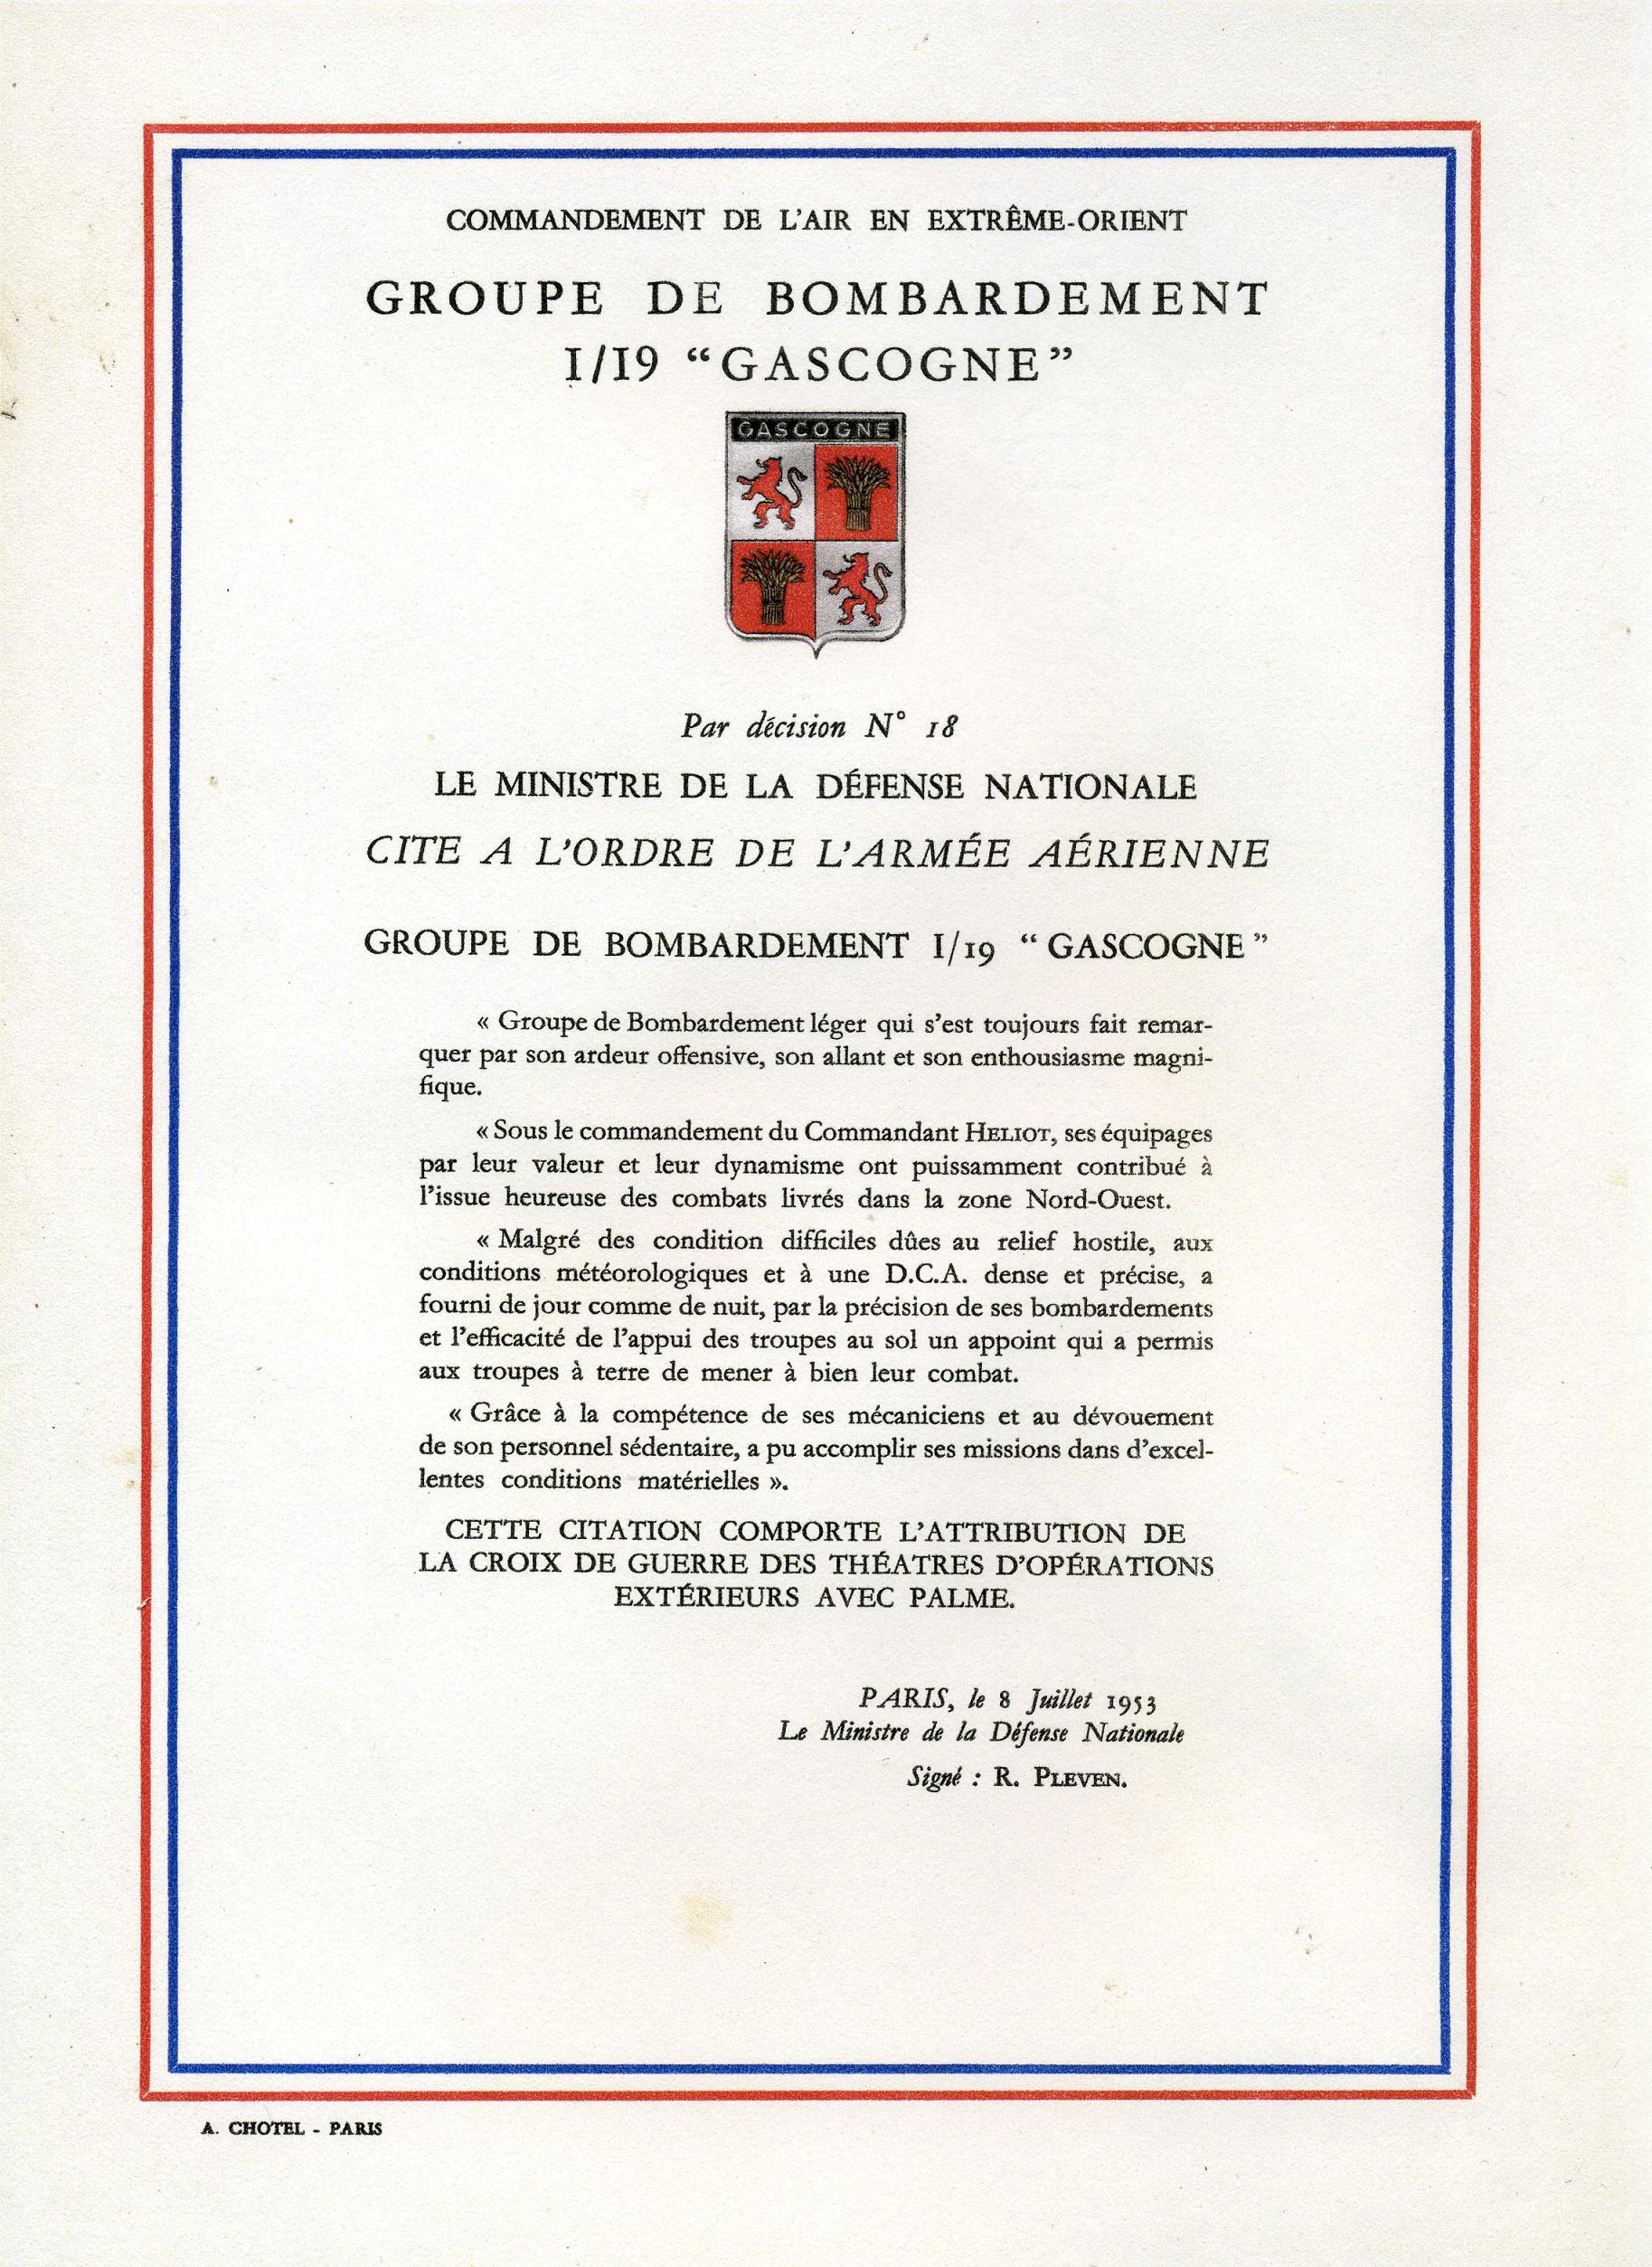 COMMANDEMENT DE L'AIR EN EXTRÊME-ORIENT
GROUPE DE BOMBARDEMENT
I/19 “GASCOGNE”
GASCOGNE
Par décision N° 18
LE MINISTRE DE LA DÉFENSE NATIONALE
CITE A L'ORDRE DE L'ARMÉE AÉRIENNE
GROUPE DE BOMBARDEMENT I/19 “ GASCOGNE ”
« Groupe de Bombardement léger qui s'est toujours fait remar-
quer par son ardeur offensive, son allant et son enthousiasme magni-
fique.
« Sous le commandement du Commandant HELIOT, ses équipages
par leur valeur et leur dynamisme ont puissamment contribué à
l'issue heureuse des combats livrés dans la zone Nord-Ouest.
« Malgré des condition difficiles dûes au relief hostile, aux
conditions météorologiques et à une D.C.A. dense et précise, a
fourni de jour comme de nuit, par la précision de ses bombardements
et l'efficacité de l'appui des troupes au sol un appoint qui a permis
aux troupes à terre de mener à bien leur combat.
« Grâce à la compétence de ses mécaniciens et au dévouement
de son personnel sédentaire, a pu accomplir ses missions dans d'excel-
lentes conditions matérielles ».
CETTE CITATION COMPORTE L'ATTRIBUTION DE
LA CROIX DE GUERRE DES THÉATRES D'OPÉRATIONS
EXTÉRIEURS AVEC PALME.
PARIS, le 8 Juillet 1953
Le Ministre de la Défense Nationale
Signé : R. PLEVEN.
A. CHOTEL - PARIS